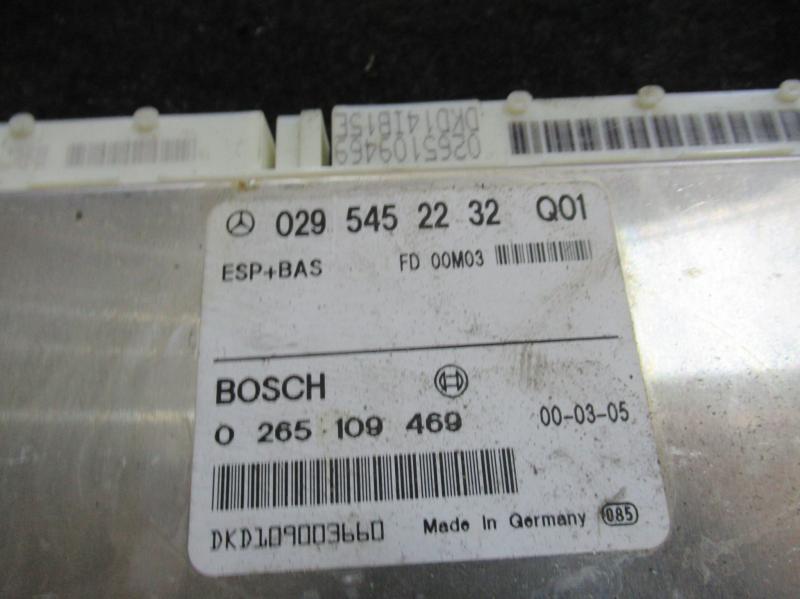 0265109469
DKD14IB15E
029 545 22 32 Q01
ESP+BAS FD 00M03
BOSCH
0 265 109 469 00-03-05
DKD109003660 Made In Germany 085